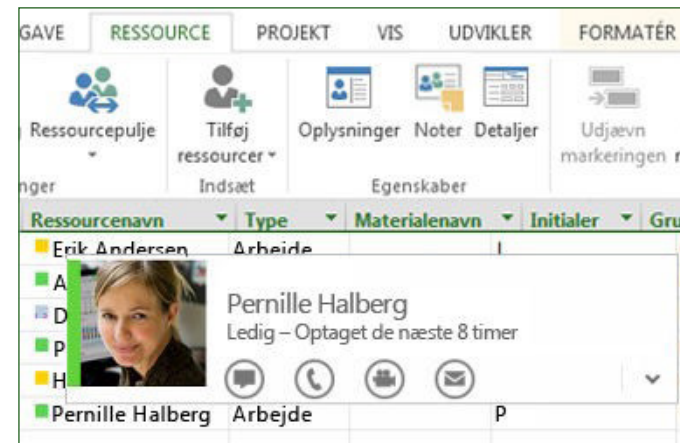 GAVE RESSOURCE PROJEKT VIS UDVIKLER FORMATÉR
Ressourcepulje Tilføj ressourcer Oplysninger Noter Detaljer Udjævn markeringen
Indsæt Egenskaber
Ressourcenavn Type Materialenavn Initialer Gru
Erik Andersen Arbejde
A
D
P
H
Pernille Halberg
Ledig – Optaget de næste 8 timer
Pernille Halberg Arbejde P